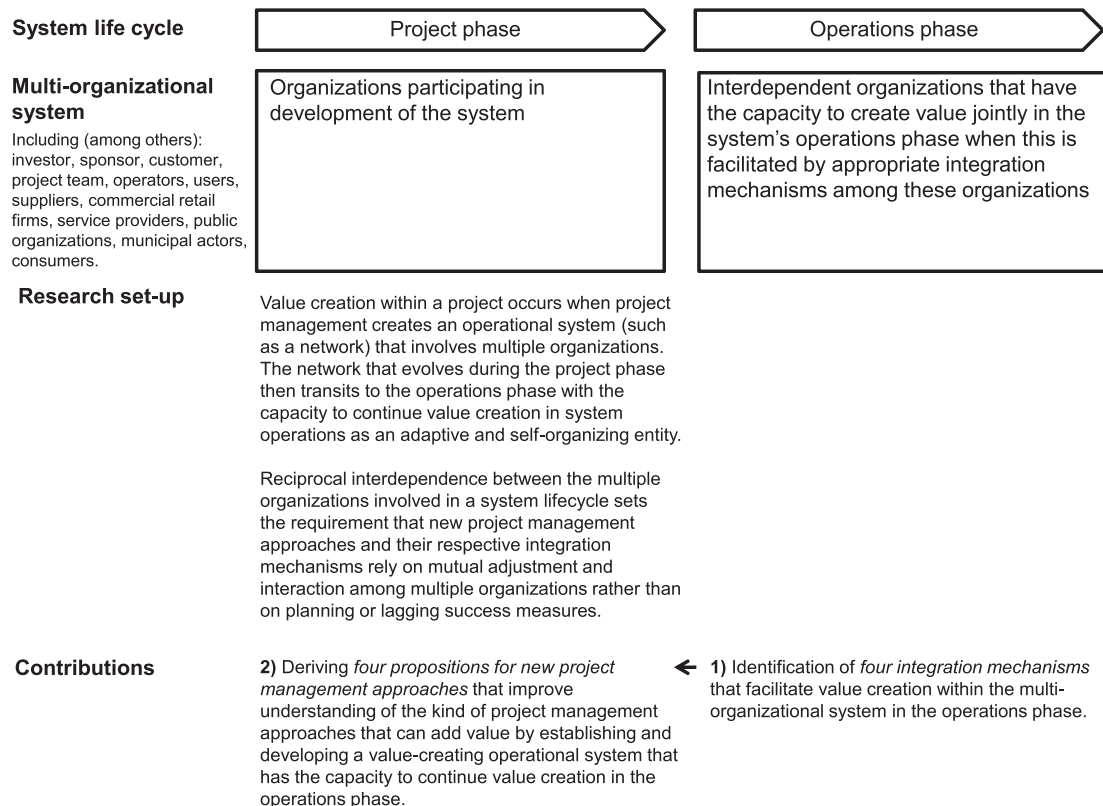 System life cycle
Project phase
Operations phase
Multi-organizational
system
Including (among others):
investor, sponsor, customer,
project team, operators, users,
suppliers, commercial retail
firms, service providers, public
organizations, municipal actors,
consumers.
Organizations participating in
development of the system
Interdependent organizations that have
the capacity to create value jointly in the
system's operations phase when this is
facilitated by appropriate integration
mechanisms among these organizations
Research set-up
Value creation within a project occurs when project
management creates an operational system (such
as a network) that involves multiple organizations.
The network that evolves during the project phase
then transits to the operations phase with the
capacity to continue value creation in system
operations as an adaptive and self-organizing entity.
Reciprocal interdependence between the multiple
organizations involved in a system lifecycle sets
the requirement that new project management
approaches and their respective integration
mechanisms rely on mutual adjustment and
interaction among multiple organizations rather than
on planning or lagging success measures.
Contributions
2) Deriving four propositions for new project
management approaches that improve
understanding of the kind of project management
approaches that can add value by establishing and
developing a value-creating operational system that
has the capacity to continue value creation in the
operations phase.
1) Identification of four integration mechanisms
that facilitate value creation within the multi-
organizational system in the operations phase.